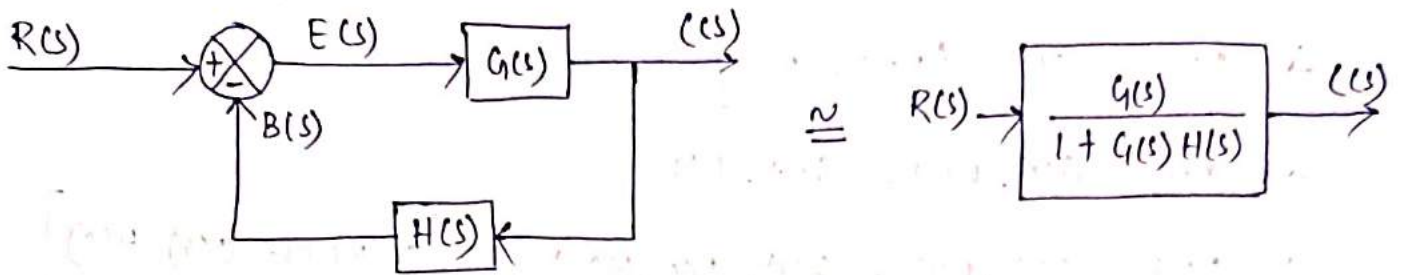 R(s)
+
-
E(s)
G(s)
C(s)
B(s)
H(s)
≅
R(s)
G(s)
1 + G(s) H(s)
C(s)